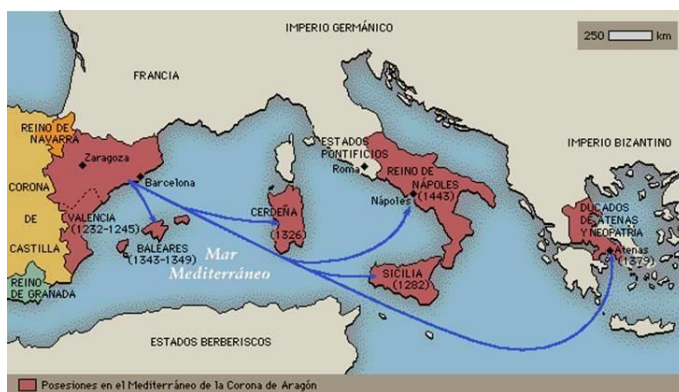 IMPERIO GERMÁNICO
250 km
FRANCIA
REINO DE
NAVARRA
Zaragoza
Barcelona
CORONA
DE
CASTILLA
VALENCIA
(1232-1245)
BALEARES
(1343-1349)
REINO
DE GRANADA
Mar
Mediterráneo
CERDEÑA
(1326)
ESTADOS
PONTIFICIOS
Roma
REINO DE
NÁPOLES
(1443)
Nápoles
SICILIA
(1282)
IMPERIO BIZANTINO
DUCADOS
DE ATENAS
Y NEOPATRIA
Atenas
(1379)
ESTADOS BERBERISCOS
Posesiones en el Mediterráneo de la Corona de Aragón